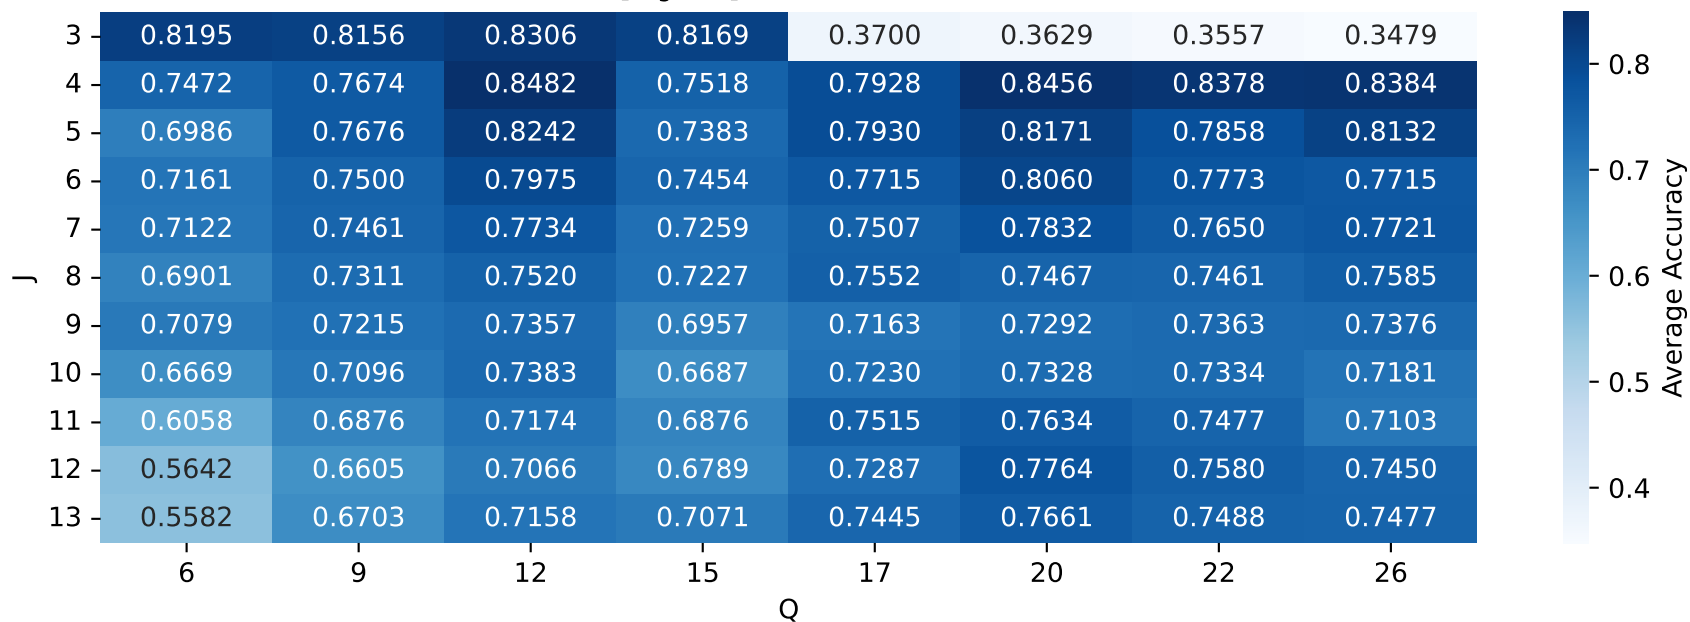 3 0.8195 0.8156 0.8306 0.8169 0.3700 0.3629 0.3557 0.3479
4 0.7472 0.7674 0.8482 0.7518 0.7928 0.8456 0.8378 0.8384
5 0.6986 0.7676 0.8242 0.7383 0.7930 0.8171 0.7858 0.8132
6 0.7161 0.7500 0.7975 0.7454 0.7715 0.8060 0.7773 0.7715
7 0.7122 0.7461 0.7734 0.7259 0.7507 0.7832 0.7650 0.7721
8 0.6901 0.7311 0.7520 0.7227 0.7552 0.7467 0.7461 0.7585
9 0.7079 0.7215 0.7357 0.6957 0.7163 0.7292 0.7363 0.7376
10 0.6669 0.7096 0.7383 0.6687 0.7230 0.7328 0.7334 0.7181
11 0.6058 0.6876 0.7174 0.6876 0.7515 0.7634 0.7477 0.7103
12 0.5642 0.6605 0.7066 0.6789 0.7287 0.7764 0.7580 0.7450
13 0.5582 0.6703 0.7158 0.7071 0.7445 0.7661 0.7488 0.7477
6 9 12 15 17 20 22 26
Q
J
0.8
0.7
0.6
0.5
0.4
Average Accuracy